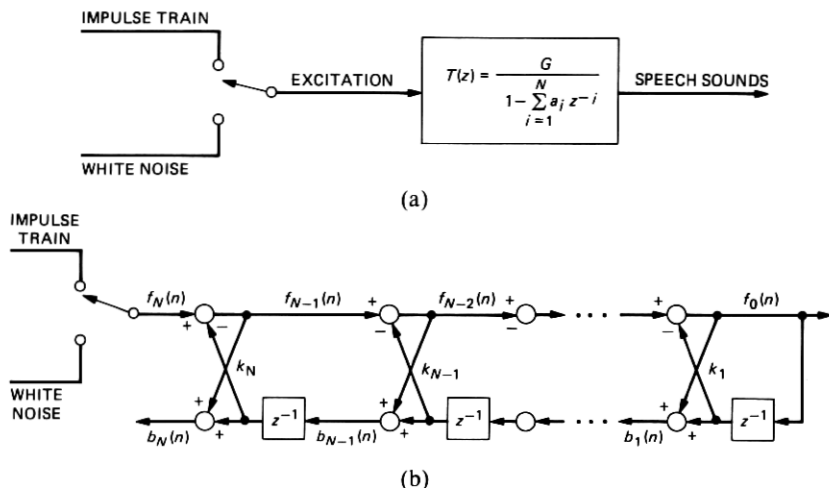 IMPULSE TRAIN
EXCITATION
T(z) = G / (1 − N∑i=1 a_i z^{−i})
SPEECH SOUNDS
WHITE NOISE
(a)
IMPULSE
TRAIN
f_N(n)
+
−
f_{N−1}(n)
+
−
f_{N−2}(n)
+
−
· · ·
+
−
f_0(n)
k_N
k_{N−1}
k_1
WHITE
NOISE
b_N(n)
+
+
z^{−1}
b_{N−1}(n)
+
+
z^{−1}
· · ·
b_1(n)
+
+
z^{−1}
(b)